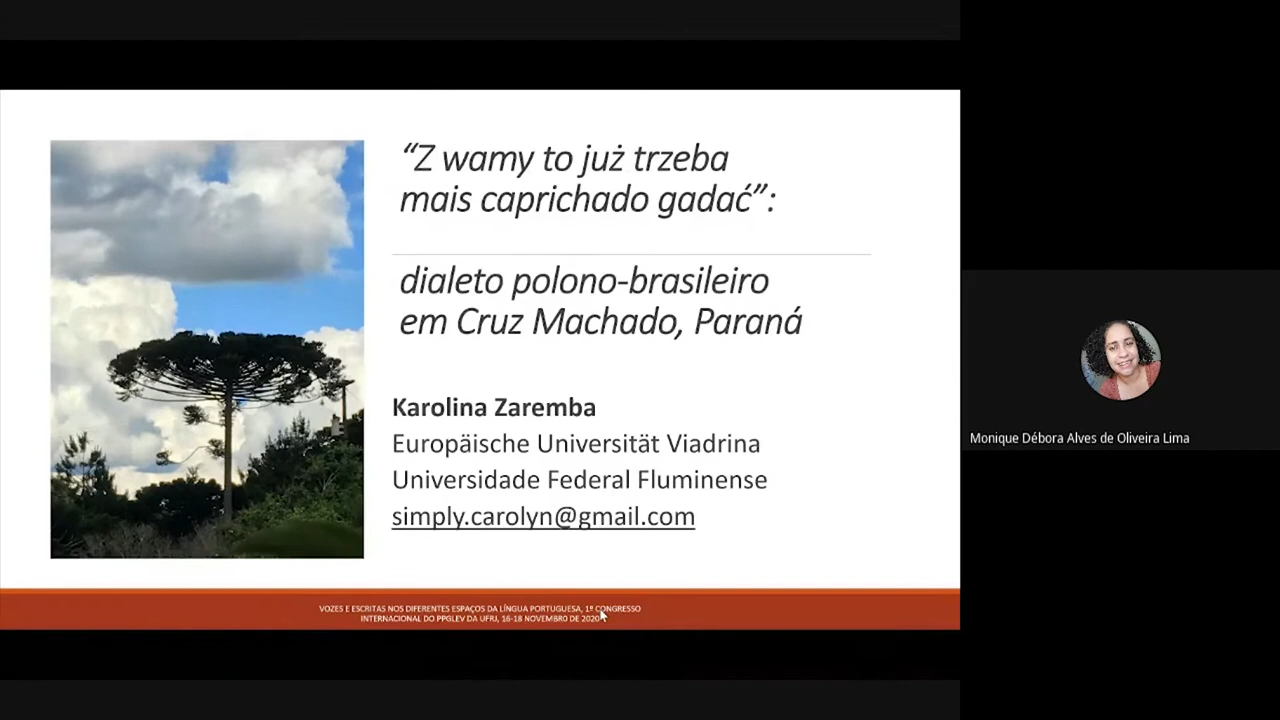 “Z wamy to już trzeba
mais caprichado gadać”:
dialeto polono-brasileiro
em Cruz Machado, Paraná
Karolina Zaremba
Europäische Universität Viadrina
Universidade Federal Fluminense
simply.carolyn@gmail.com
VOZES E ESCRITAS NOS DIFERENTES ESPAÇOS DA LÍNGUA PORTUGUESA, 1º CONGRESSO
INTERNACIONAL DO PPGLEV DA UFRJ, 16-18 NOVEMBRO DE 2020
Monique Débora Alves de Oliveira Lima